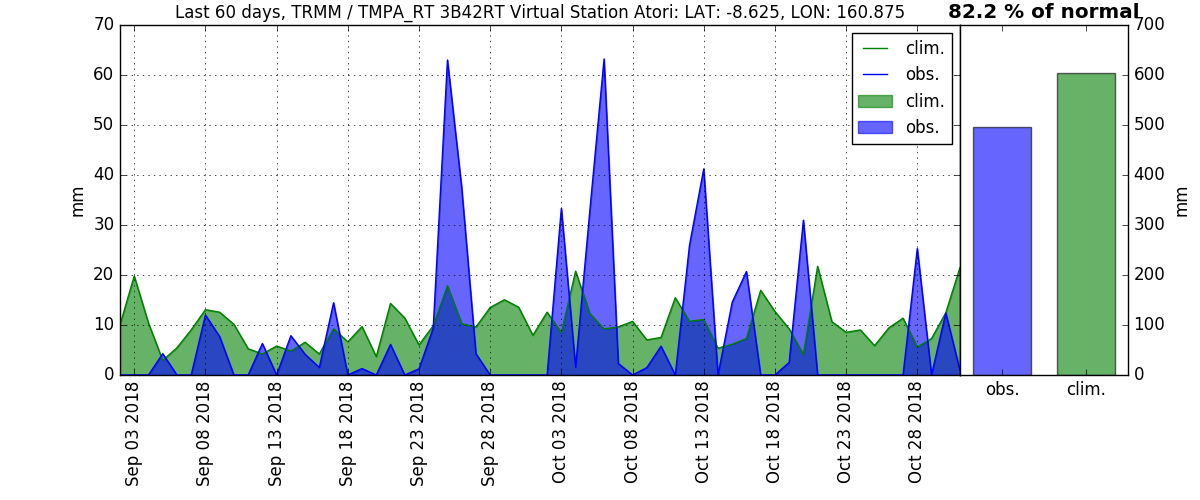 Last 60 days, TRMM / TMPA_RT 3B42RT Virtual Station Atori: LAT: -8.625, LON: 160.875
82.2 % of normal
70
60
50
40
30
20
10
0
mm
clim.
obs.
clim.
obs.
700
600
500
400
300
200
100
0
mm
Sep 03 2018
Sep 08 2018
Sep 13 2018
Sep 18 2018
Sep 23 2018
Sep 28 2018
Oct 03 2018
Oct 08 2018
Oct 13 2018
Oct 18 2018
Oct 23 2018
Oct 28 2018
obs.
clim.